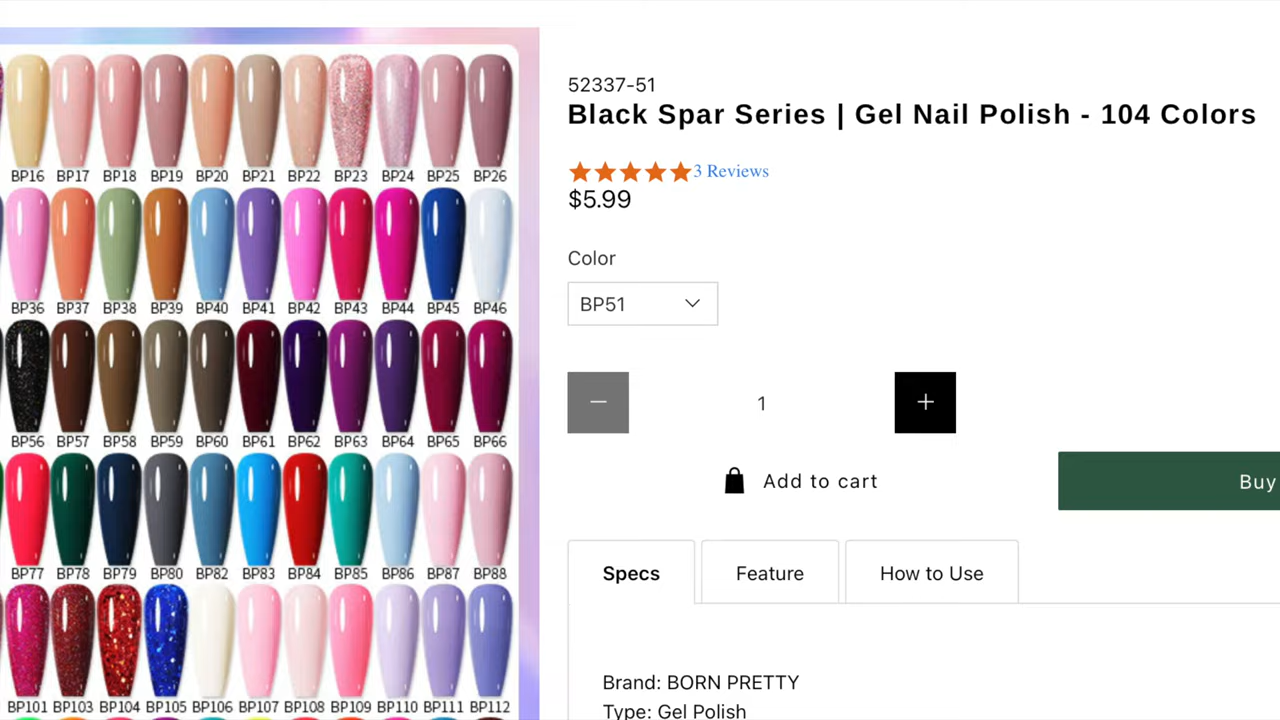 BP16 BP17 BP18 BP19 BP20 BP21 BP22 BP23 BP24 BP25 BP26
BP36 BP37 BP38 BP39 BP40 BP41 BP42 BP43 BP44 BP45 BP46
BP56 BP57 BP58 BP59 BP60 BP61 BP62 BP63 BP64 BP65 BP66
BP77 BP78 BP79 BP80 BP82 BP83 BP84 BP85 BP86 BP87 BP88
BP101 BP103 BP104 BP105 BP106 BP107 BP108 BP109 BP110 BP111 BP112
52337-51
Black Spar Series | Gel Nail Polish - 104 Colors
3 Reviews
$5.99
Color
BP51
1
Add to cart
Buy
Specs Feature How to Use
Brand: BORN PRETTY
Type: Gel Polish